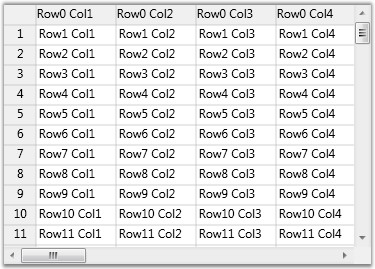 Row0 Col1 Row0 Col2 Row0 Col3 Row0 Col4
1 Row1 Col1 Row1 Col2 Row1 Col3 Row1 Col4
2 Row2 Col1 Row2 Col2 Row2 Col3 Row2 Col4
3 Row3 Col1 Row3 Col2 Row3 Col3 Row3 Col4
4 Row4 Col1 Row4 Col2 Row4 Col3 Row4 Col4
5 Row5 Col1 Row5 Col2 Row5 Col3 Row5 Col4
6 Row6 Col1 Row6 Col2 Row6 Col3 Row6 Col4
7 Row7 Col1 Row7 Col2 Row7 Col3 Row7 Col4
8 Row8 Col1 Row8 Col2 Row8 Col3 Row8 Col4
9 Row9 Col1 Row9 Col2 Row9 Col3 Row9 Col4
10 Row10 Col1 Row10 Col2 Row10 Col3 Row10 Col4
11 Row11 Col1 Row11 Col2 Row11 Col3 Row11 Col4